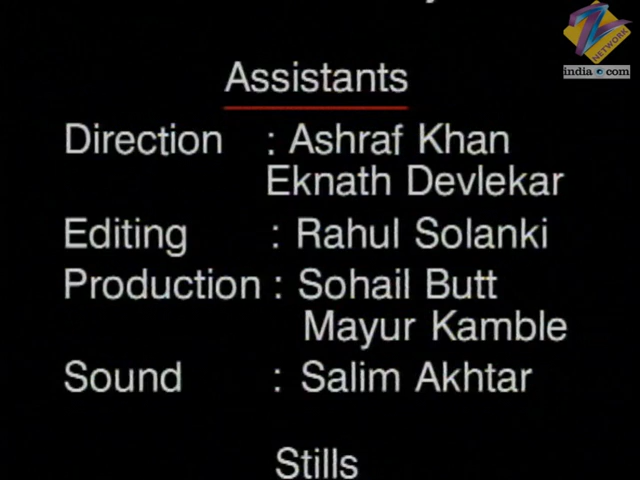 NETWORK
india.com
Assistants
Direction : Ashraf Khan
Eknath Devlekar
Editing : Rahul Solanki
Production : Sohail Butt
Mayur Kamble
Sound : Salim Akhtar
Stills